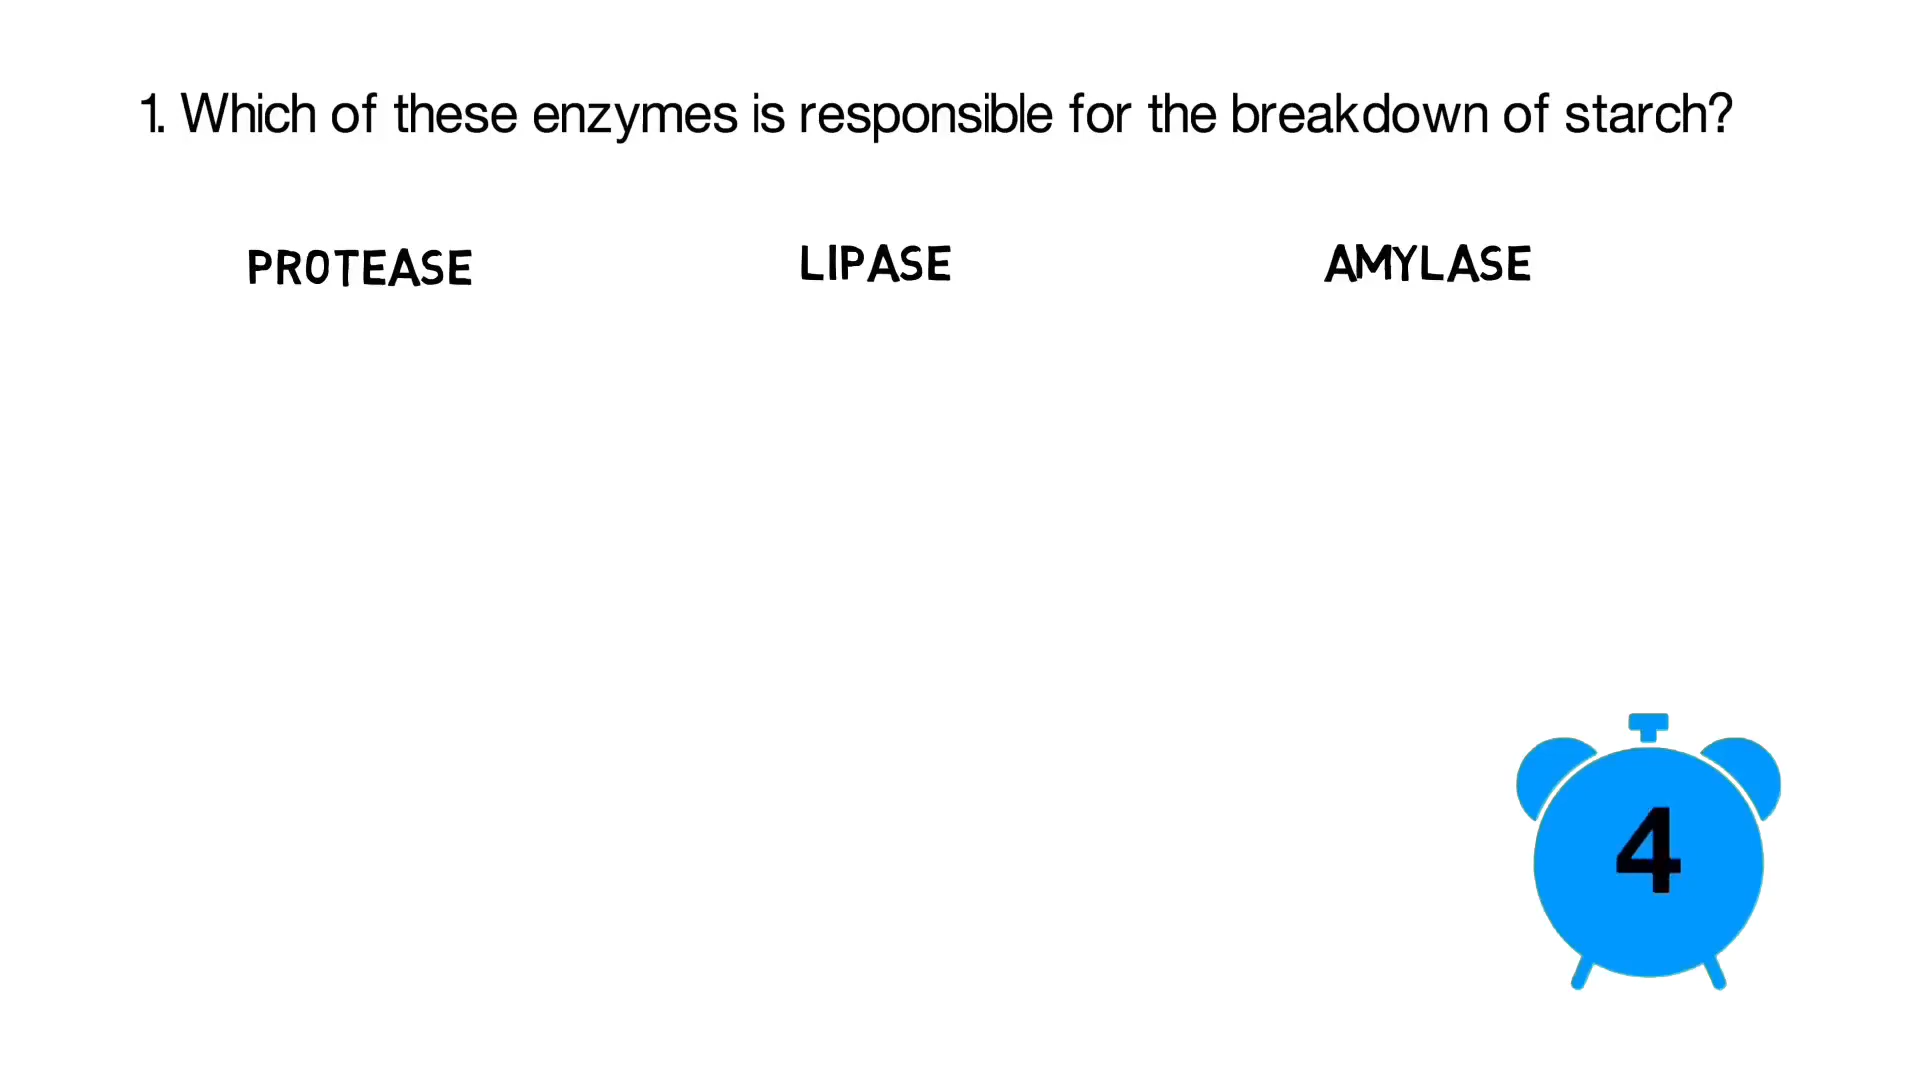 1. Which of these enzymes is responsible for the breakdown of starch?
PROTEASE LIPASE AMYLASE
4